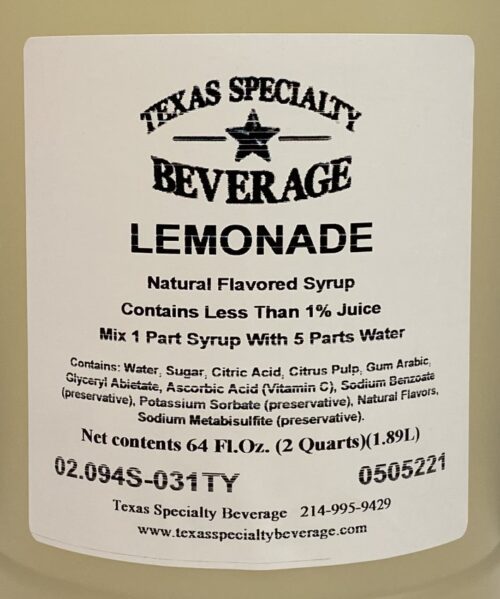 TEXAS SPECIALTY
BEVERAGE
LEMONADE
Natural Flavored Syrup
Contains Less Than 1% Juice
Mix 1 Part Syrup With 5 Parts Water
Contains: Water, Sugar, Citric Acid, Citrus Pulp, Gum Arabic,
Glyceryl Abietate, Ascorbic Acid (Vitamin C), Sodium Benzoate
(preservative), Potassium Sorbate (preservative), Natural Flavors,
Sodium Metabisulfite (preservative).
Net contents 64 Fl.Oz. (2 Quarts)(1.89L)
02.094S-031TY 0505221
Texas Specialty Beverage 214-995-9429
www.texasspecialtybeverage.com